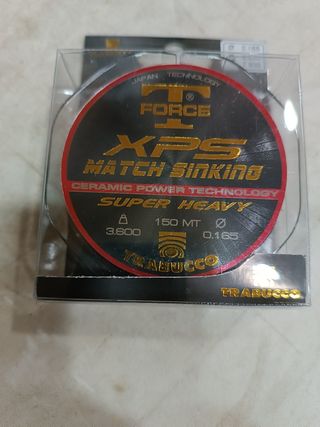 JAPAN TECHNOLOGY
T
FORCE®
XPS
MATCH SINKING
CERAMIC POWER TECHNOLOGY
SUPER HEAVY
3.600 150 MT Ø 0.165
TRABUCCO
TRABUCCO